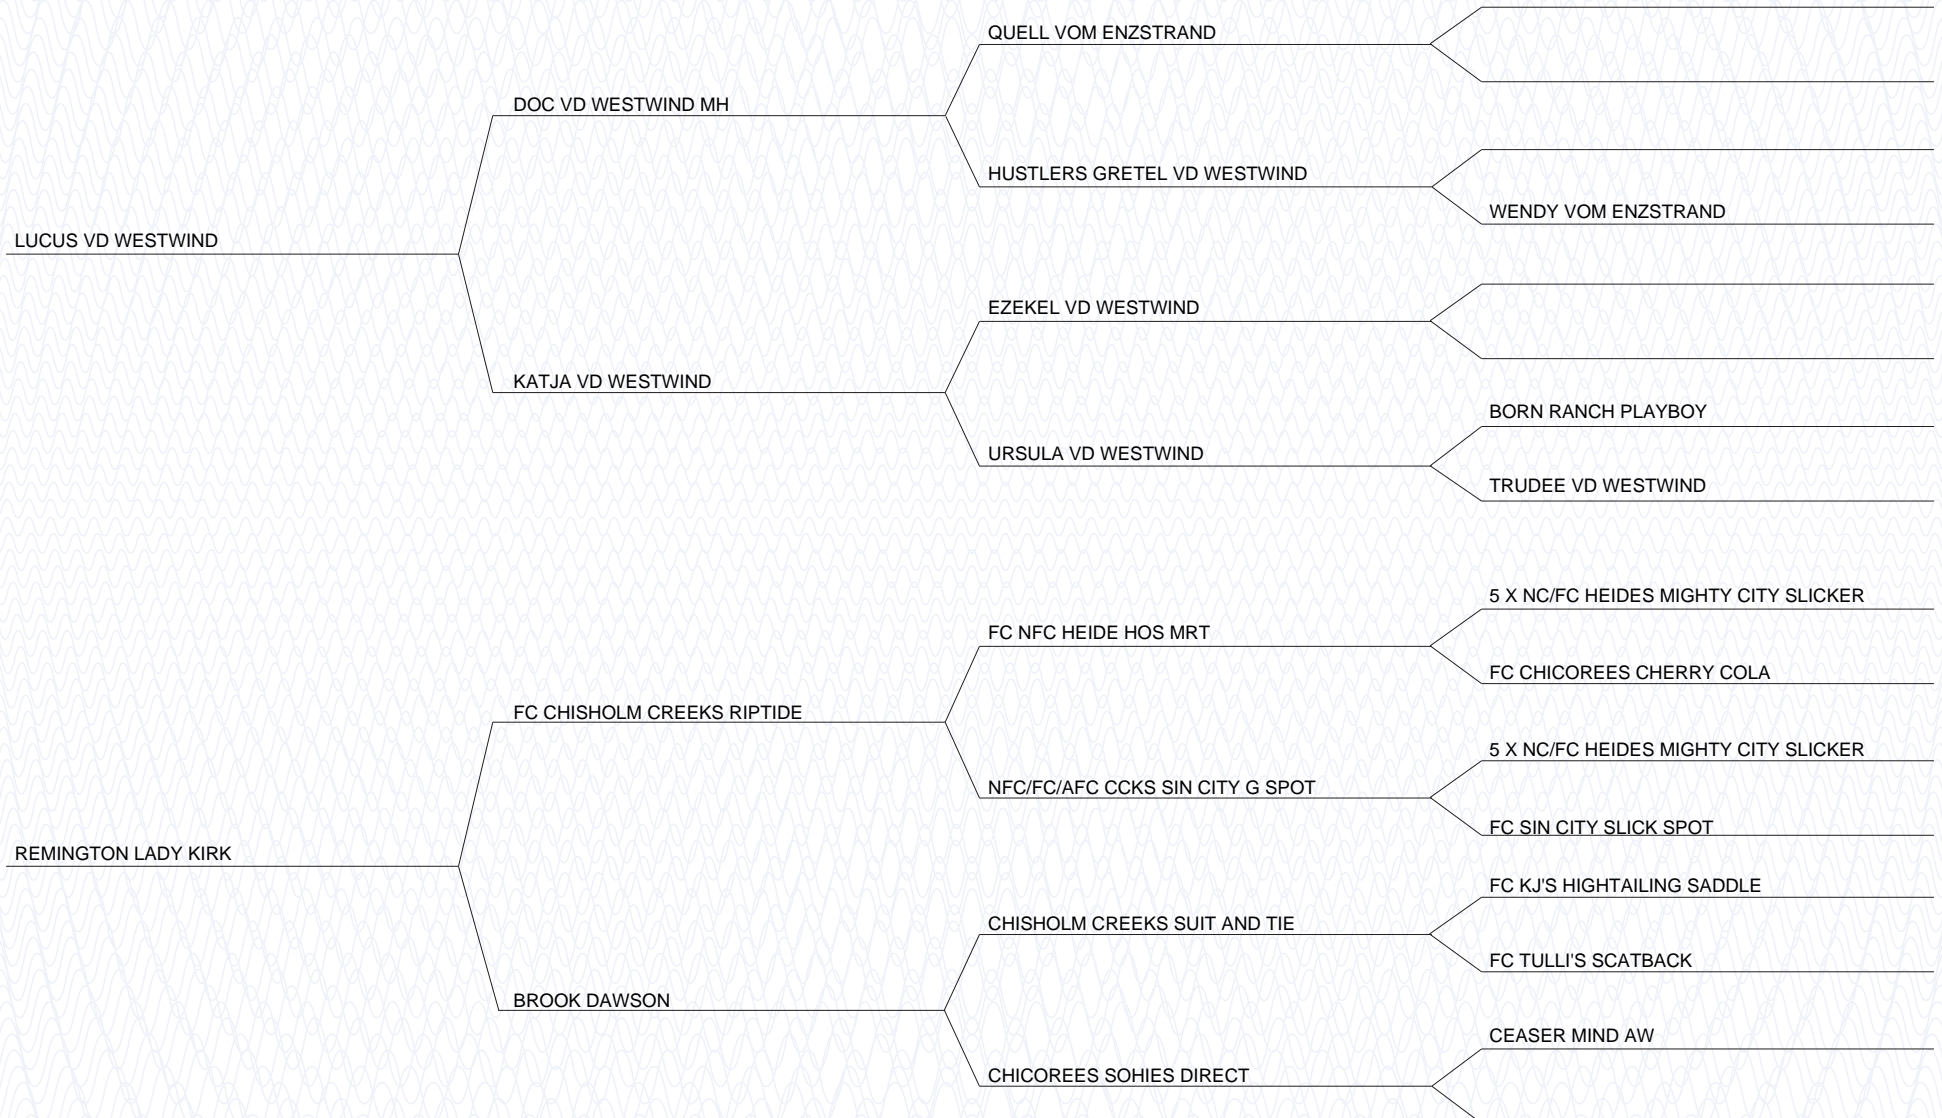 QUELL VOM ENZSTRAND
DOC VD WESTWIND MH
HUSTLERS GRETEL VD WESTWIND
WENDY VOM ENZSTRAND
LUCUS VD WESTWIND
EZEKEL VD WESTWIND
KATJA VD WESTWIND
BORN RANCH PLAYBOY
URSULA VD WESTWIND
TRUDEE VD WESTWIND
5 X NC/FC HEIDES MIGHTY CITY SLICKER
FC NFC HEIDE HOS MRT
FC CHICOREES CHERRY COLA
FC CHISHOLM CREEKS RIPTIDE
5 X NC/FC HEIDES MIGHTY CITY SLICKER
NFC/FC/AFC CCKS SIN CITY G SPOT
FC SIN CITY SLICK SPOT
REMINGTON LADY KIRK
FC KJ'S HIGHTAILING SADDLE
CHISHOLM CREEKS SUIT AND TIE
FC TULLI'S SCATBACK
BROOK DAWSON
CEASER MIND AW
CHICOREES SOHIES DIRECT